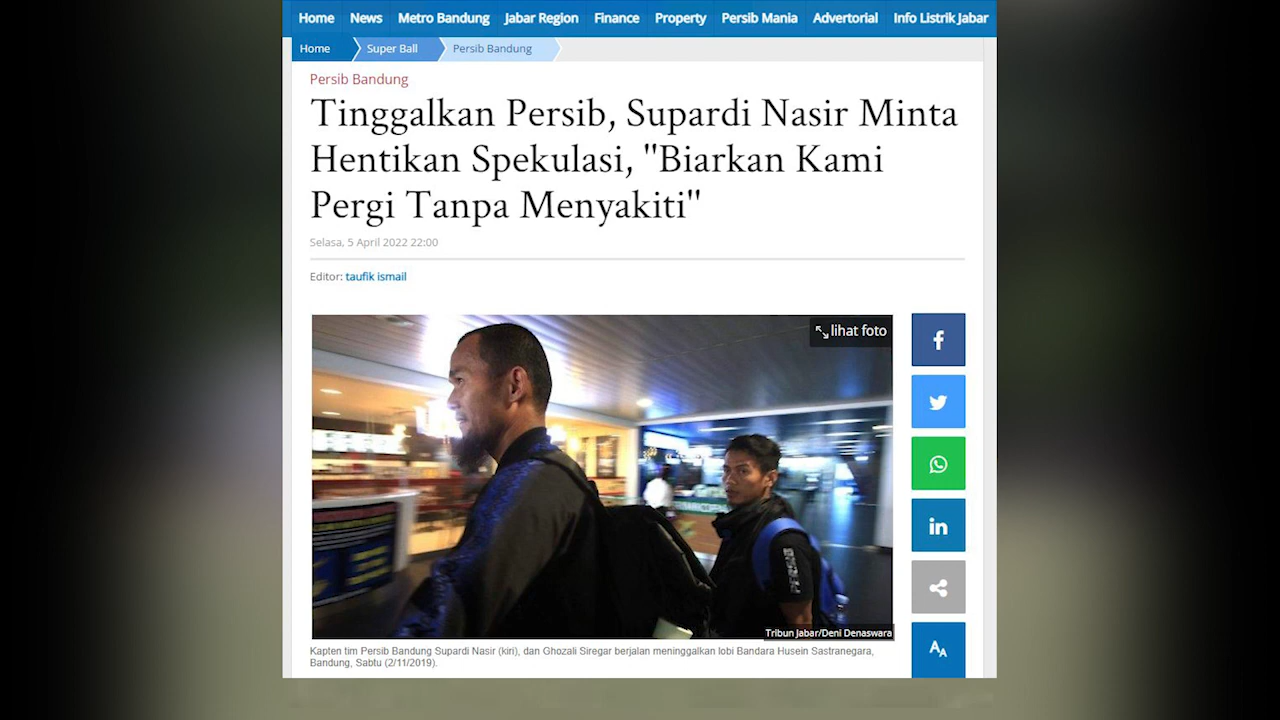 Home News Metro Bandung Jabar Region Finance Property Persib Mania Advertorial Info Listrik Jabar
Home Super Ball Persib Bandung
Persib Bandung
Tinggalkan Persib, Supardi Nasir Minta
Hentikan Spekulasi, "Biarkan Kami
Pergi Tanpa Menyakiti"
Selasa, 5 April 2022 22:00
Editor: taufik ismail
lihat foto
Tribun Jabar/Deni Denaswara
Kapten tim Persib Bandung Supardi Nasir (kiri), dan Ghozali Siregar berjalan meninggalkan lobi Bandara Husein Sastranegara,
Bandung, Sabtu (2/11/2019).